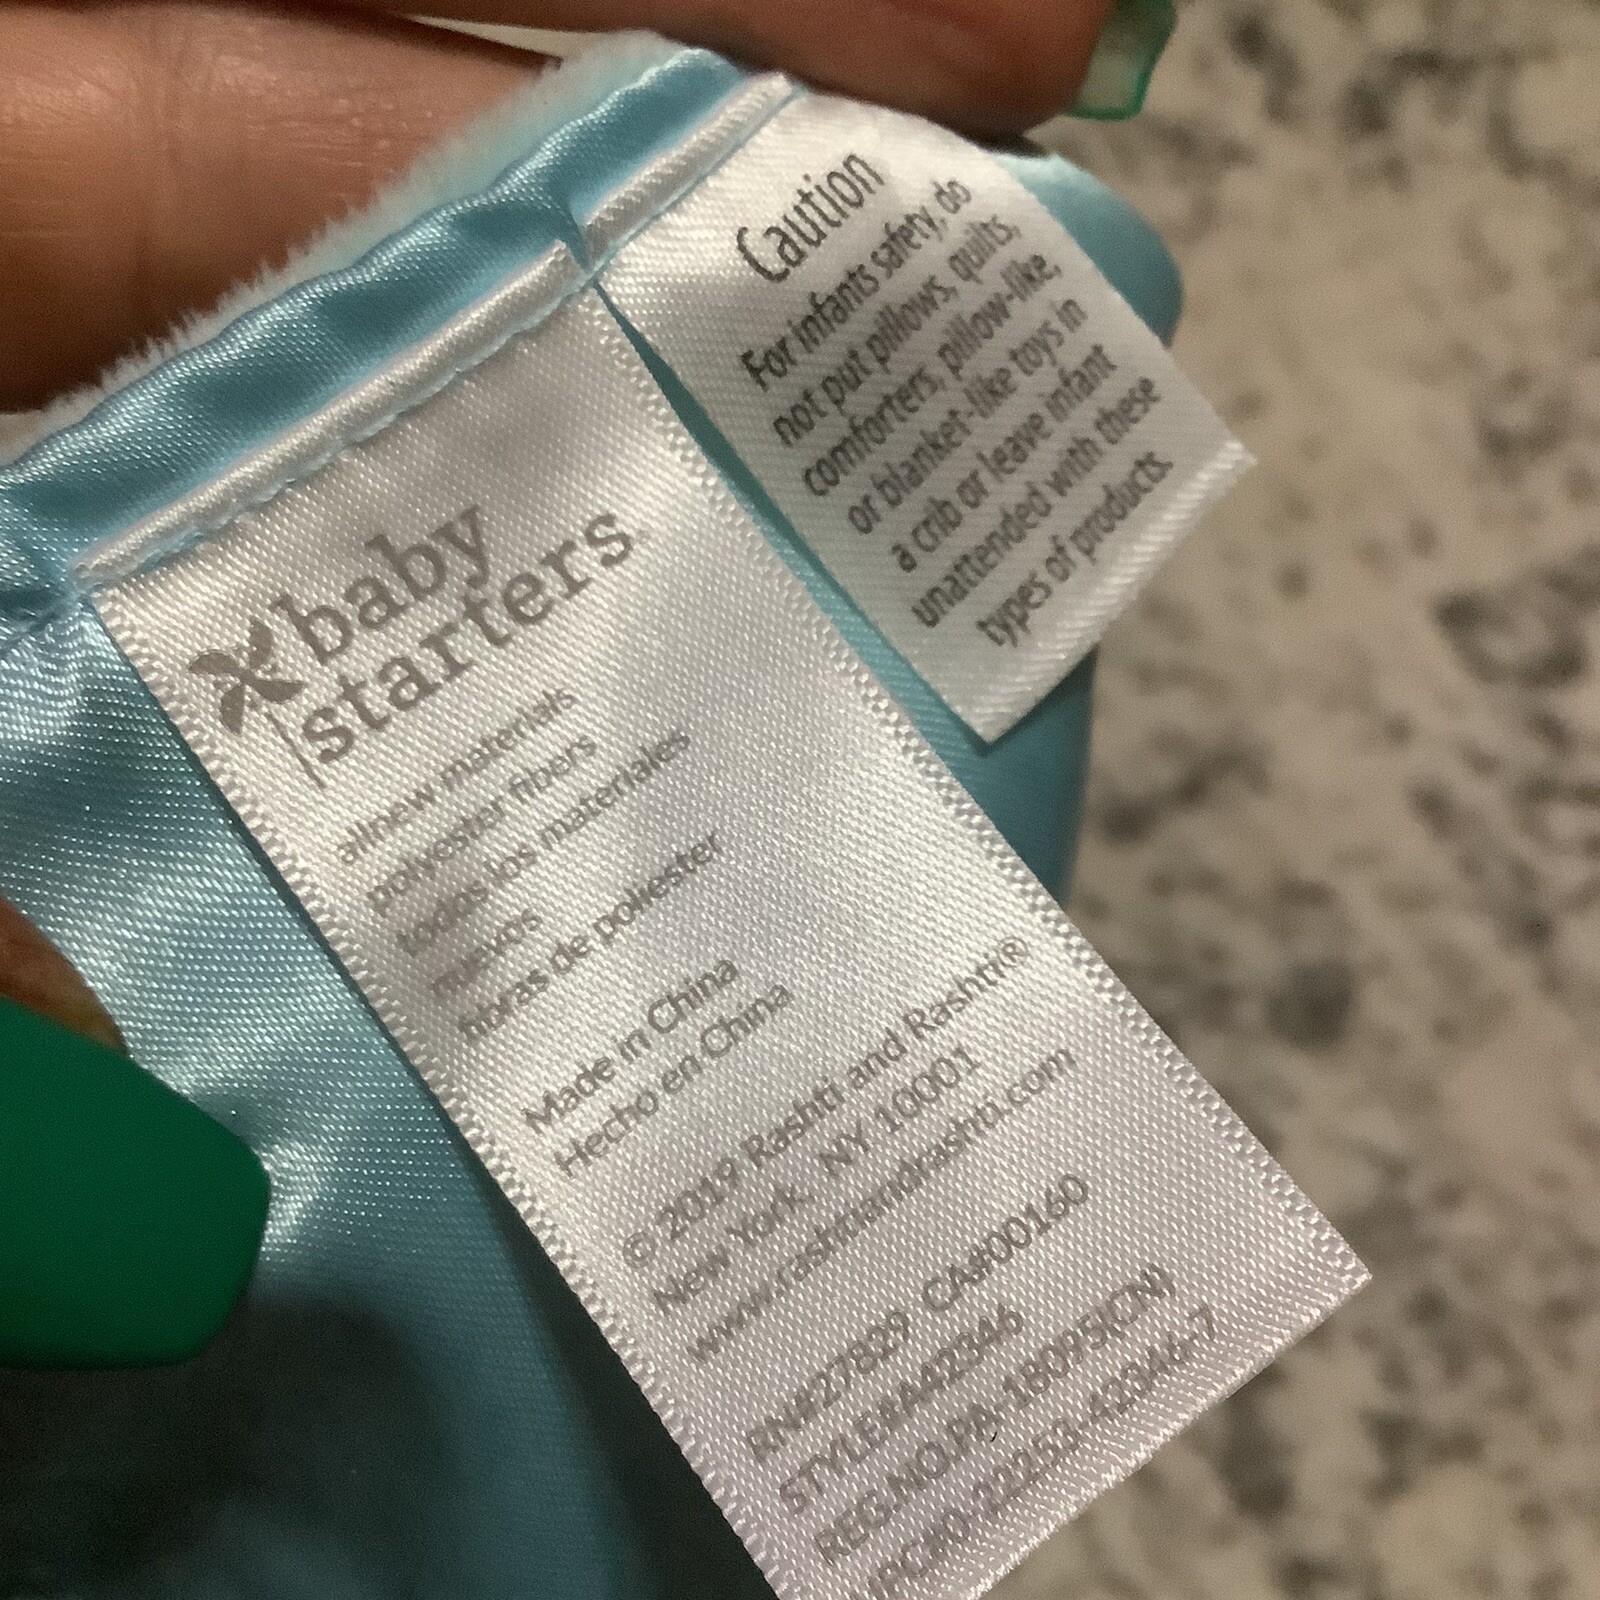 baby
starters
all new materials
polyester fibers
todos los materiales
nuevos
fibras de poliester
Made in China
Hecho en China
© 2019 Rashti and Rashti®
New York, NY 10001
www.rashtiandrashti.com
RN#27829 CA#00160
REG.NO.PA-18095(CN)
Caution
For infants safety, do
not put pillows, quilts,
comforters, pillow-like,
or blanket-like toys in
a crib or leave infant
unattended with these
types of products.